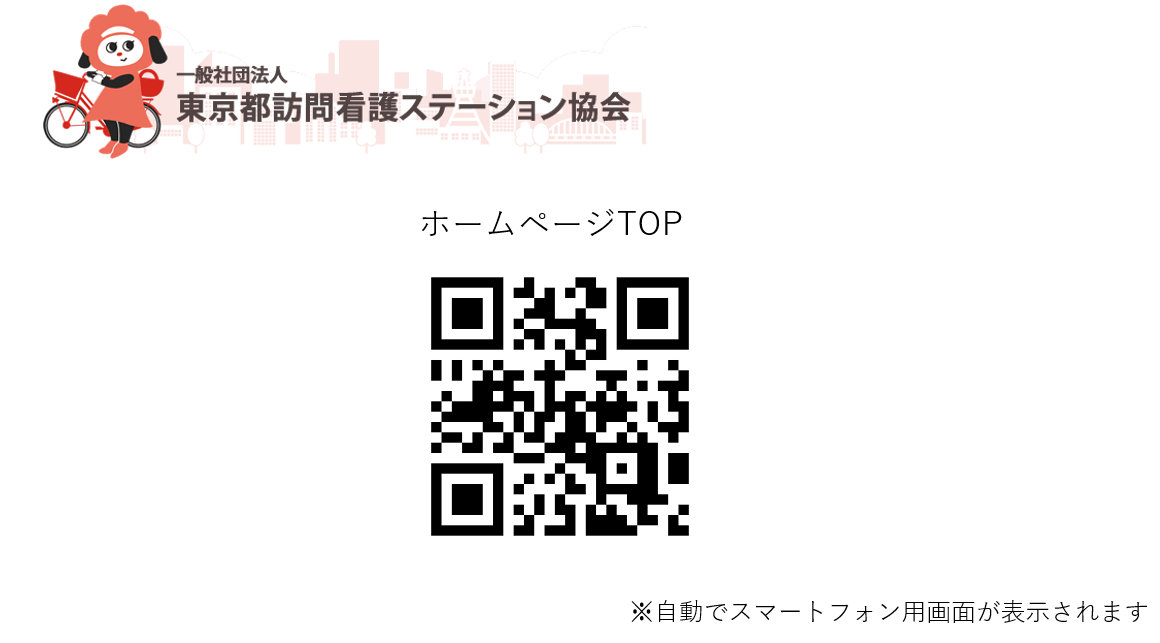 一般社団法人
東京都訪問看護ステーション協会
ホームページTOP
※自動でスマートフォン用画面が表示されます